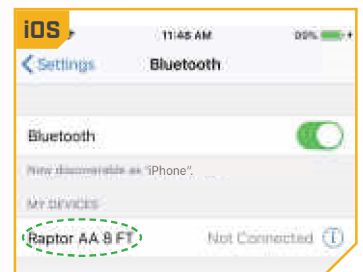 iOS
11:48 AM 99%
Settings Bluetooth
Bluetooth
Now discoverable as "iPhone".
MY DEVICES
Raptor AA 8 FT Not Connected